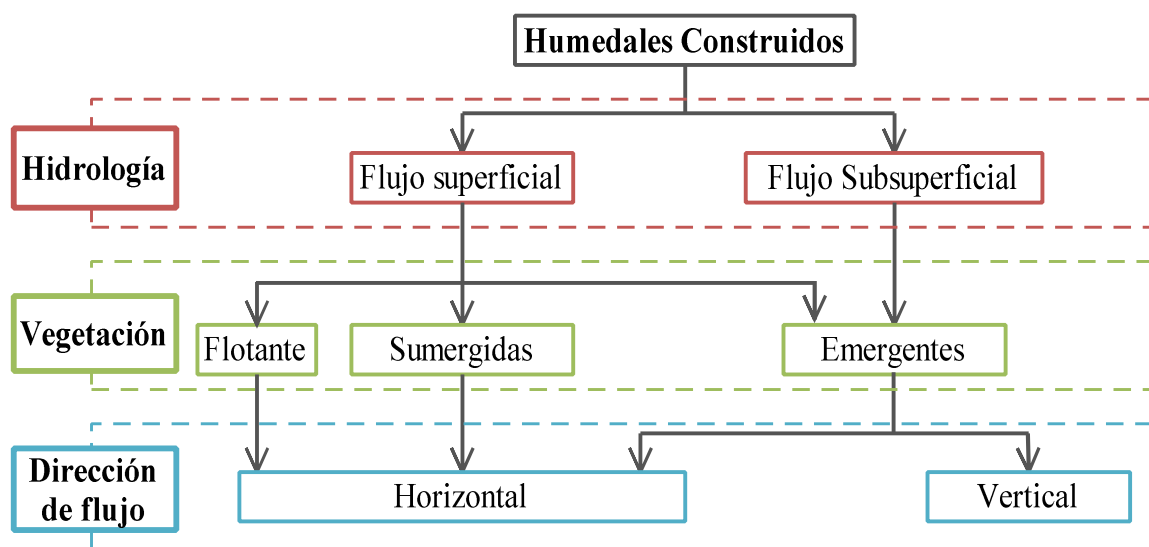 Humedales Construidos
Hidrología
Flujo superficial
Flujo Subsuperficial
Vegetación
Flotante
Sumergidas
Emergentes
Dirección
de flujo
Horizontal
Vertical